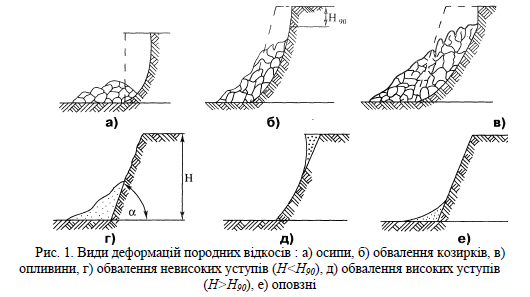 H 90
а)
б)
в)
H
α
г)
д)
е)
Рис. 1. Види деформацій породних відкосів : а) осипи, б) обвалення козирків, в)
опливини, г) обвалення невисоких уступів (H<H90), д) обвалення високих уступів
(H>H90), е) оповзні